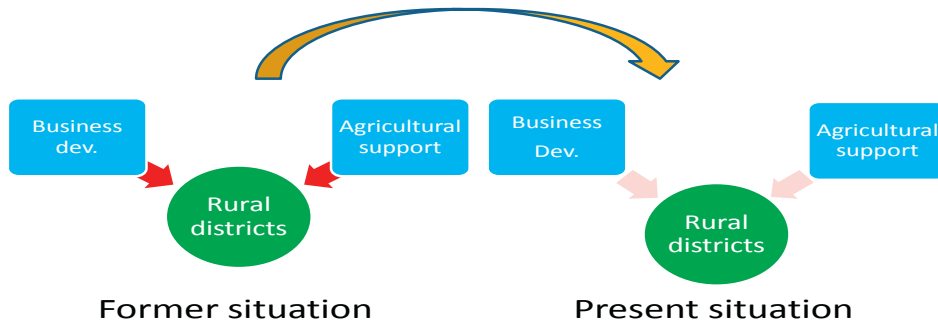 Business
dev.
Agricultural
support
Rural
districts
Former situation
Business
Dev.
Agricultural
support
Rural
districts
Present situation